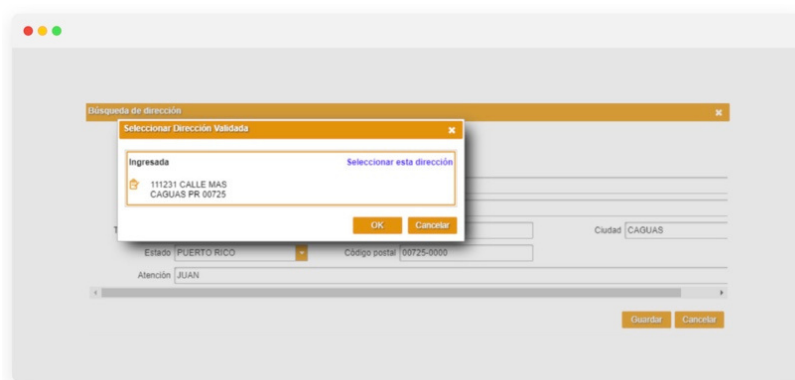 Búsqueda de dirección
Seleccionar Dirección Validada
Ingresada Seleccionar esta dirección
111231 CALLE MAS
CAGUAS PR 00725
OK Cancelar
T Ciudad CAGUAS
Estado PUERTO RICO Código postal 00725-0000
Atención JUAN
Guardar Cancelar